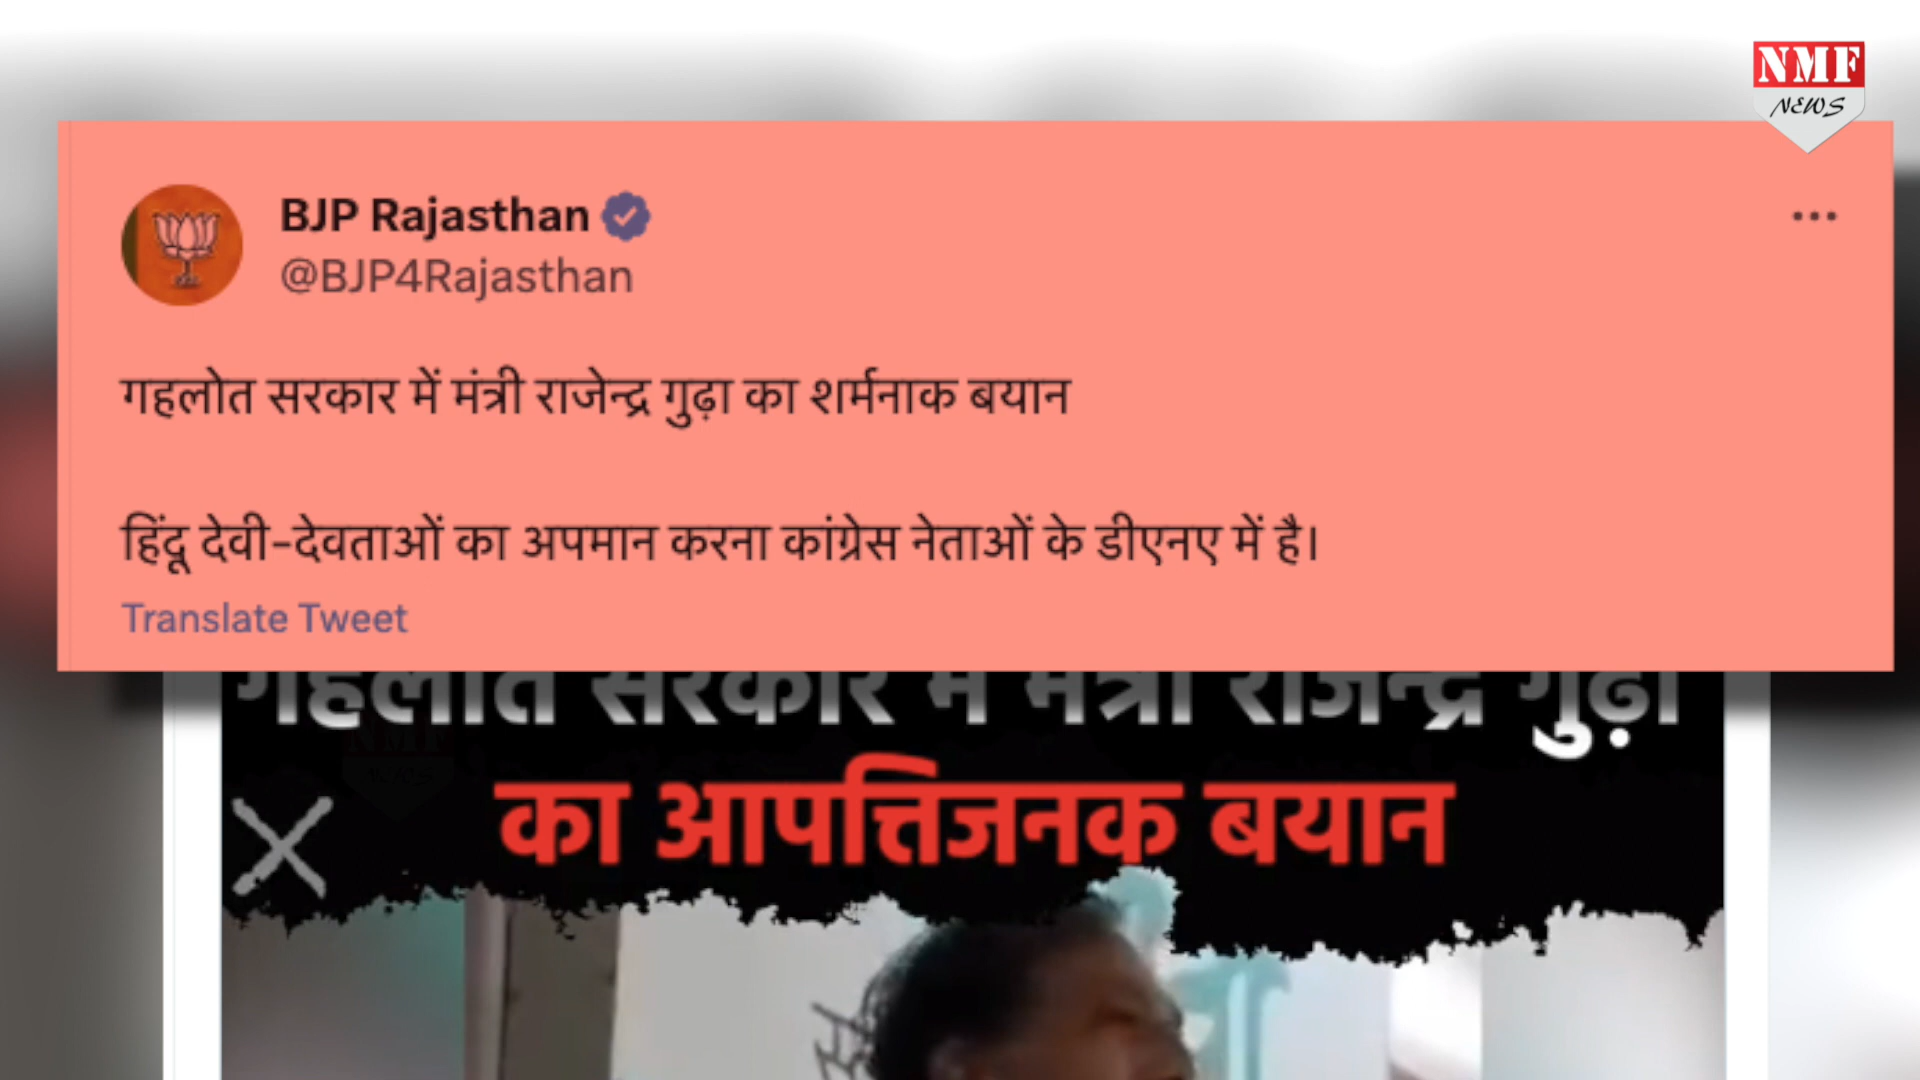 NMF
NEWS
BJP Rajasthan
@BJP4Rajasthan
गहलोत सरकार में मंत्री राजेन्द्र गुढ़ा का शर्मनाक बयान
हिंदू देवी-देवताओं का अपमान करना कांग्रेस नेताओं के डीएनए में है।
Translate Tweet
गहलोत सरकार में मंत्री राजेन्द्र गुढ़ा
का आपत्तिजनक बयान